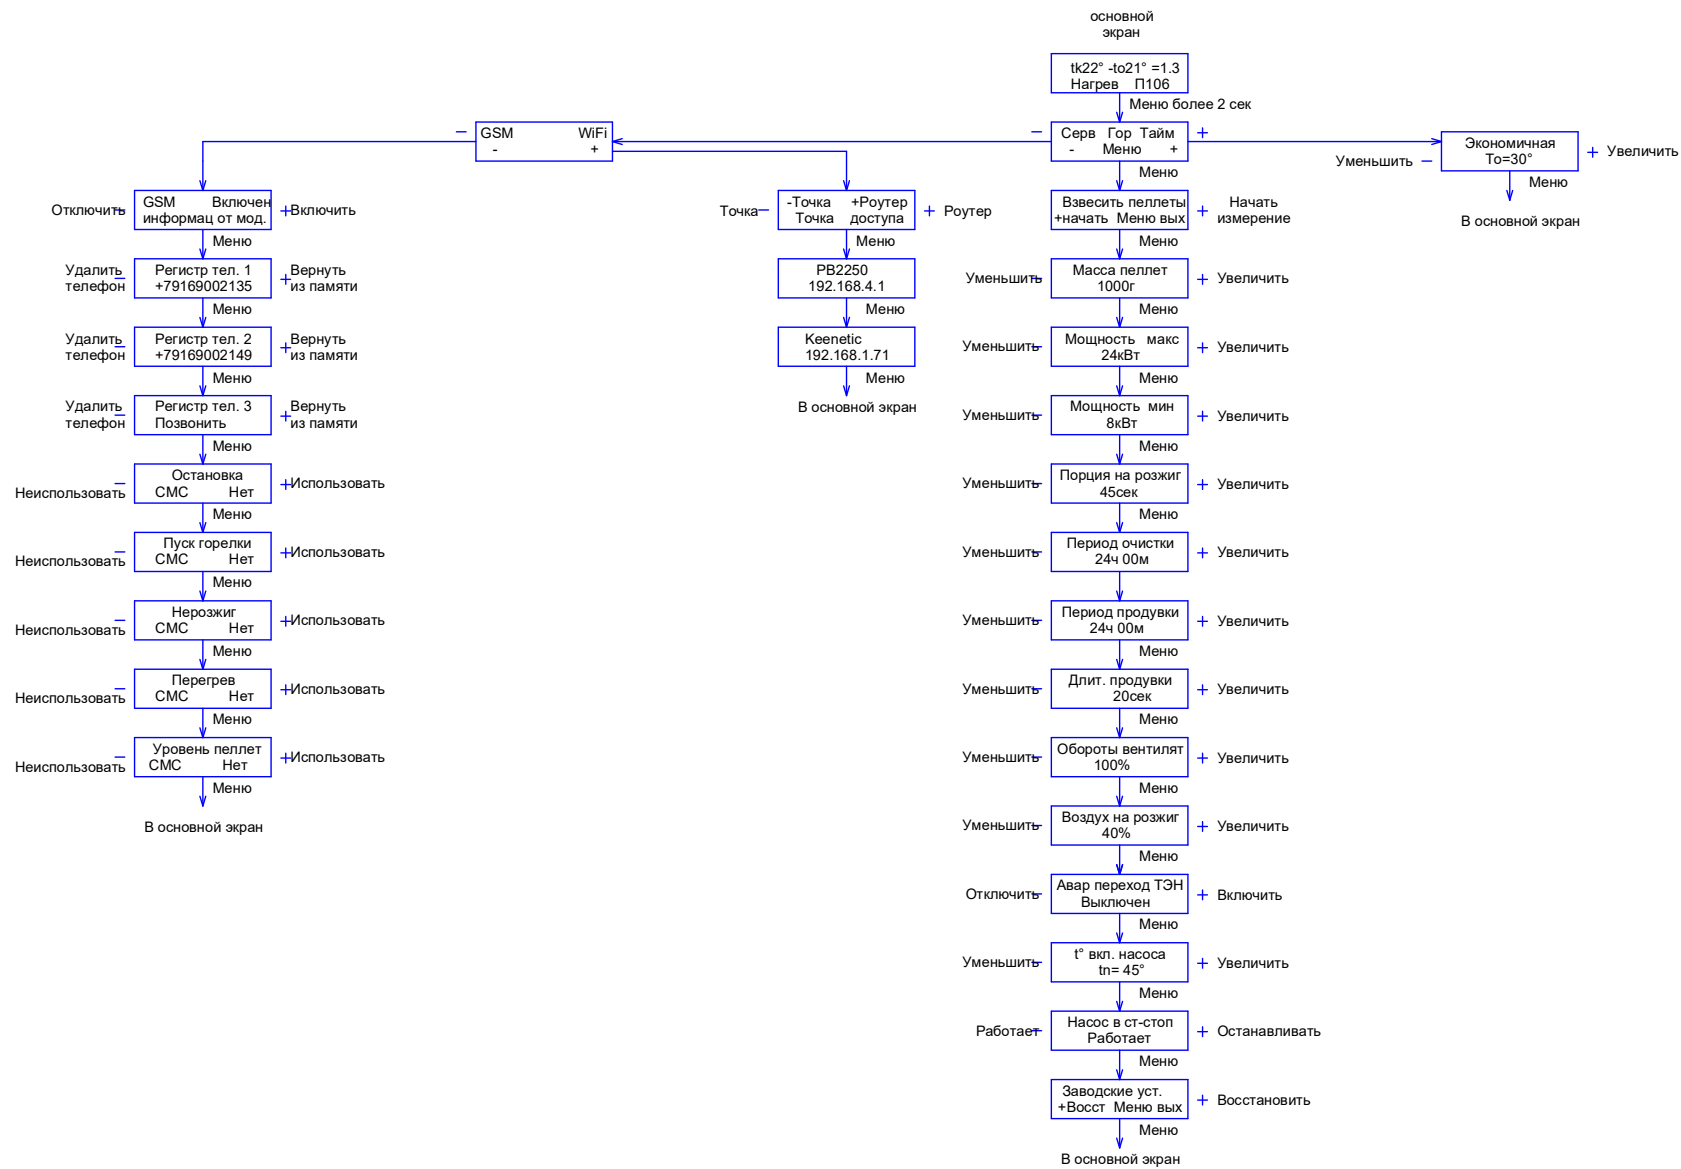 основной
экран
tk22° -to21° =1.3
Нагрев П106
Меню более 2 сек
− GSM WiFi
- +
− Серв Гор Тайм +
- Меню +
Меню
Уменьшить − Экономичная + Увеличить
To=30°
Меню
В основной экран
Отключить − GSM Включен + Включить
информац от мод.
Меню
Удалить − Регистр тел. 1 + Вернуть
телефон +79169002135 из памяти
Меню
Удалить − Регистр тел. 2 + Вернуть
телефон +79169002149 из памяти
Меню
Удалить − Регистр тел. 3 + Вернуть
телефон Позвонить из памяти
Меню
− Остановка + Использовать
Неиспользовать СМС Нет
Меню
− Пуск горелки + Использовать
Неиспользовать СМС Нет
Меню
− Нерозжиг + Использовать
Неиспользовать СМС Нет
Меню
− Перегрев + Использовать
Неиспользовать СМС Нет
Меню
− Уровень пеллет + Использовать
Неиспользовать СМС Нет
Меню
В основной экран
Точка − -Точка +Роутер + Роутер
Точка доступа
Меню
PB2250
192.168.4.1
Меню
Keenetic
192.168.1.71
Меню
В основной экран
Взвесить пеллеты + Начать
+начать Меню вых измерение
Меню
Уменьшить − Масса пеллет + Увеличить
1000г
Меню
Уменьшить − Мощность макс + Увеличить
24кВт
Меню
Уменьшить − Мощность мин + Увеличить
8кВт
Меню
Уменьшить − Порция на розжиг + Увеличить
45сек
Меню
Уменьшить − Период очистки + Увеличить
24ч 00м
Меню
Уменьшить − Период продувки + Увеличить
24ч 00м
Меню
Уменьшить − Длит. продувки + Увеличить
20сек
Меню
Уменьшить − Обороты вентилят + Увеличить
100%
Меню
Уменьшить − Воздух на розжиг + Увеличить
40%
Меню
Отключить − Авар переход ТЭН + Включить
Выключен
Меню
Уменьшить − t° вкл. насоса + Увеличить
tn= 45°
Меню
Работает − Насос в ст-стоп + Останавливать
Работает
Меню
Заводские уст. + Восстановить
+Восст Меню вых
Меню
В основной экран